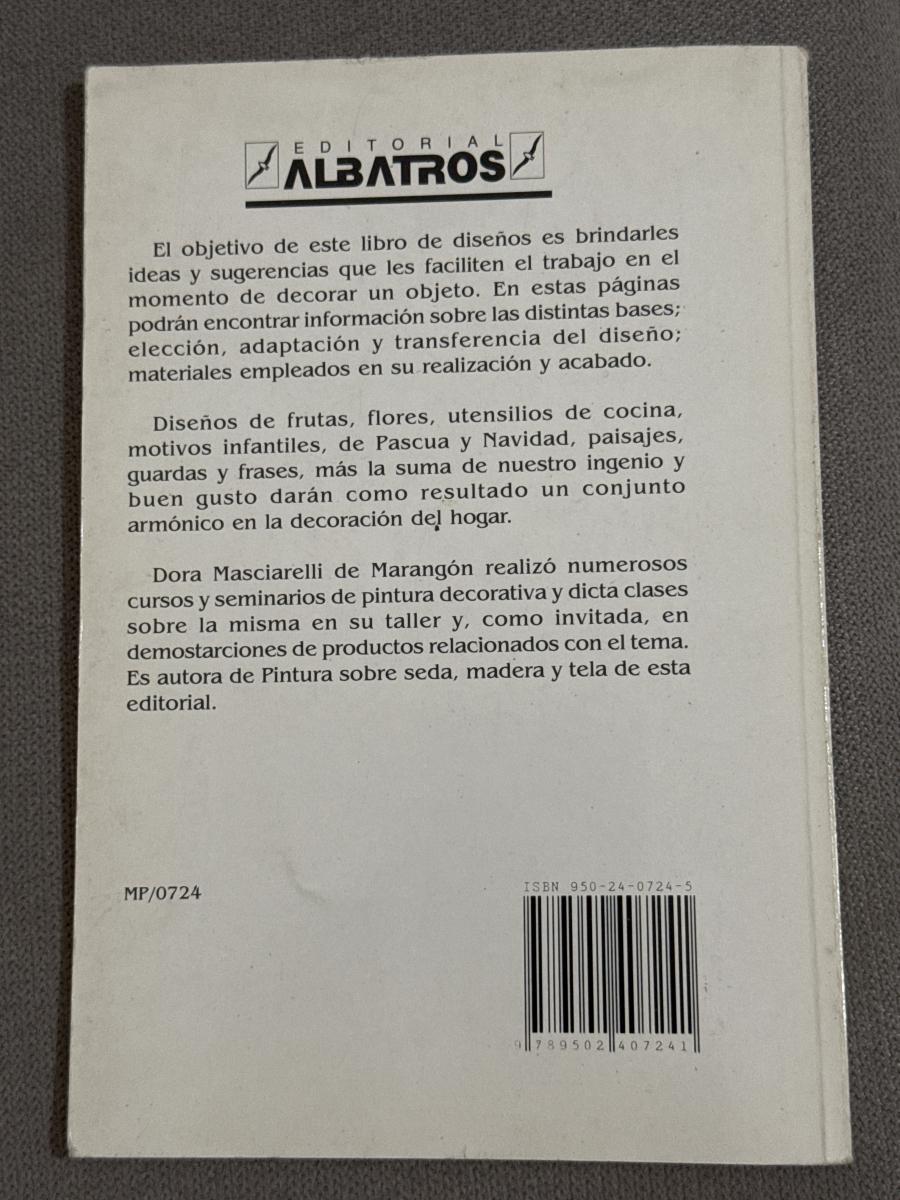 EDITORIAL
ALBATROS
El objetivo de este libro de diseños es brindarles
ideas y sugerencias que les faciliten el trabajo en el
momento de decorar un objeto. En estas páginas
podrán encontrar información sobre las distintas bases;
elección, adaptación y transferencia del diseño;
materiales empleados en su realización y acabado.
Diseños de frutas, flores, utensilios de cocina,
motivos infantiles, de Pascua y Navidad, paisajes,
guardas y frases, más la suma de nuestro ingenio y
buen gusto darán como resultado un conjunto
armónico en la decoración del hogar.
Dora Masciarelli de Marangón realizó numerosos
cursos y seminarios de pintura decorativa y dicta clases
sobre la misma en su taller y, como invitada, en
demostarciones de productos relacionados con el tema.
Es autora de Pintura sobre seda, madera y tela de esta
editorial.
MP/0724
ISBN 950-24-0724-5
9 789502 407241